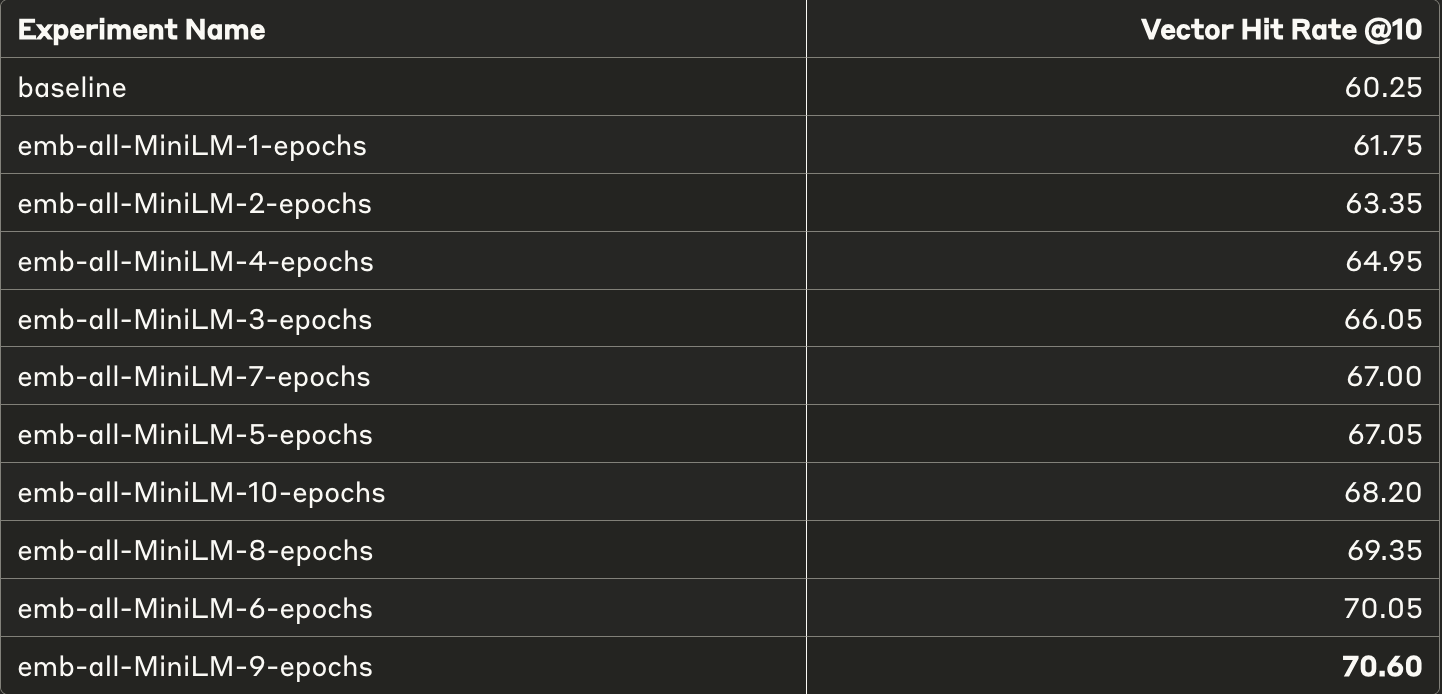 Experiment Name Vector Hit Rate @10
baseline 60.25
emb-all-MiniLM-1-epochs 61.75
emb-all-MiniLM-2-epochs 63.35
emb-all-MiniLM-4-epochs 64.95
emb-all-MiniLM-3-epochs 66.05
emb-all-MiniLM-7-epochs 67.00
emb-all-MiniLM-5-epochs 67.05
emb-all-MiniLM-10-epochs 68.20
emb-all-MiniLM-8-epochs 69.35
emb-all-MiniLM-6-epochs 70.05
emb-all-MiniLM-9-epochs 70.60